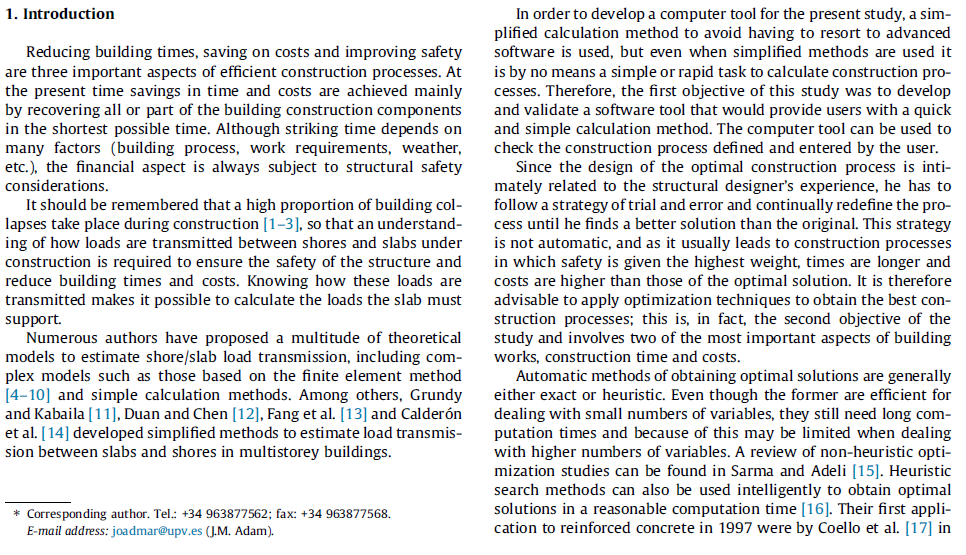 1. Introduction
Reducing building times, saving on costs and improving safety
are three important aspects of efficient construction processes. At
the present time savings in time and costs are achieved mainly
by recovering all or part of the building construction components
in the shortest possible time. Although striking time depends on
many factors (building process, work requirements, weather,
etc.), the financial aspect is always subject to structural safety
considerations.
It should be remembered that a high proportion of building col-
lapses take place during construction [1–3], so that an understand-
ing of how loads are transmitted between shores and slabs under
construction is required to ensure the safety of the structure and
reduce building times and costs. Knowing how these loads are
transmitted makes it possible to calculate the loads the slab must
support.
Numerous authors have proposed a multitude of theoretical
models to estimate shore/slab load transmission, including com-
plex models such as those based on the finite element method
[4–10] and simple calculation methods. Among others, Grundy
and Kabaila [11], Duan and Chen [12], Fang et al. [13] and Calderón
et al. [14] developed simplified methods to estimate load transmis-
sion between slabs and shores in multistorey buildings.
* Corresponding author. Tel.: +34 963877562; fax: +34 963877568.
E-mail address: joadmar@upv.es (J.M. Adam).
In order to develop a computer tool for the present study, a sim-
plified calculation method to avoid having to resort to advanced
software is used, but even when simplified methods are used it
is by no means a simple or rapid task to calculate construction pro-
cesses. Therefore, the first objective of this study was to develop
and validate a software tool that would provide users with a quick
and simple calculation method. The computer tool can be used to
check the construction process defined and entered by the user.
Since the design of the optimal construction process is inti-
mately related to the structural designer's experience, he has to
follow a strategy of trial and error and continually redefine the pro-
cess until he finds a better solution than the original. This strategy
is not automatic, and as it usually leads to construction processes
in which safety is given the highest weight, times are longer and
costs are higher than those of the optimal solution. It is therefore
advisable to apply optimization techniques to obtain the best con-
struction processes; this is, in fact, the second objective of the
study and involves two of the most important aspects of building
works, construction time and costs.
Automatic methods of obtaining optimal solutions are generally
either exact or heuristic. Even though the former are efficient for
dealing with small numbers of variables, they still need long com-
putation times and because of this may be limited when dealing
with higher numbers of variables. A review of non-heuristic opti-
mization studies can be found in Sarma and Adeli [15]. Heuristic
search methods can also be used intelligently to obtain optimal
solutions in a reasonable computation time [16]. Their first appli-
cation to reinforced concrete in 1997 were by Coello et al. [17] in